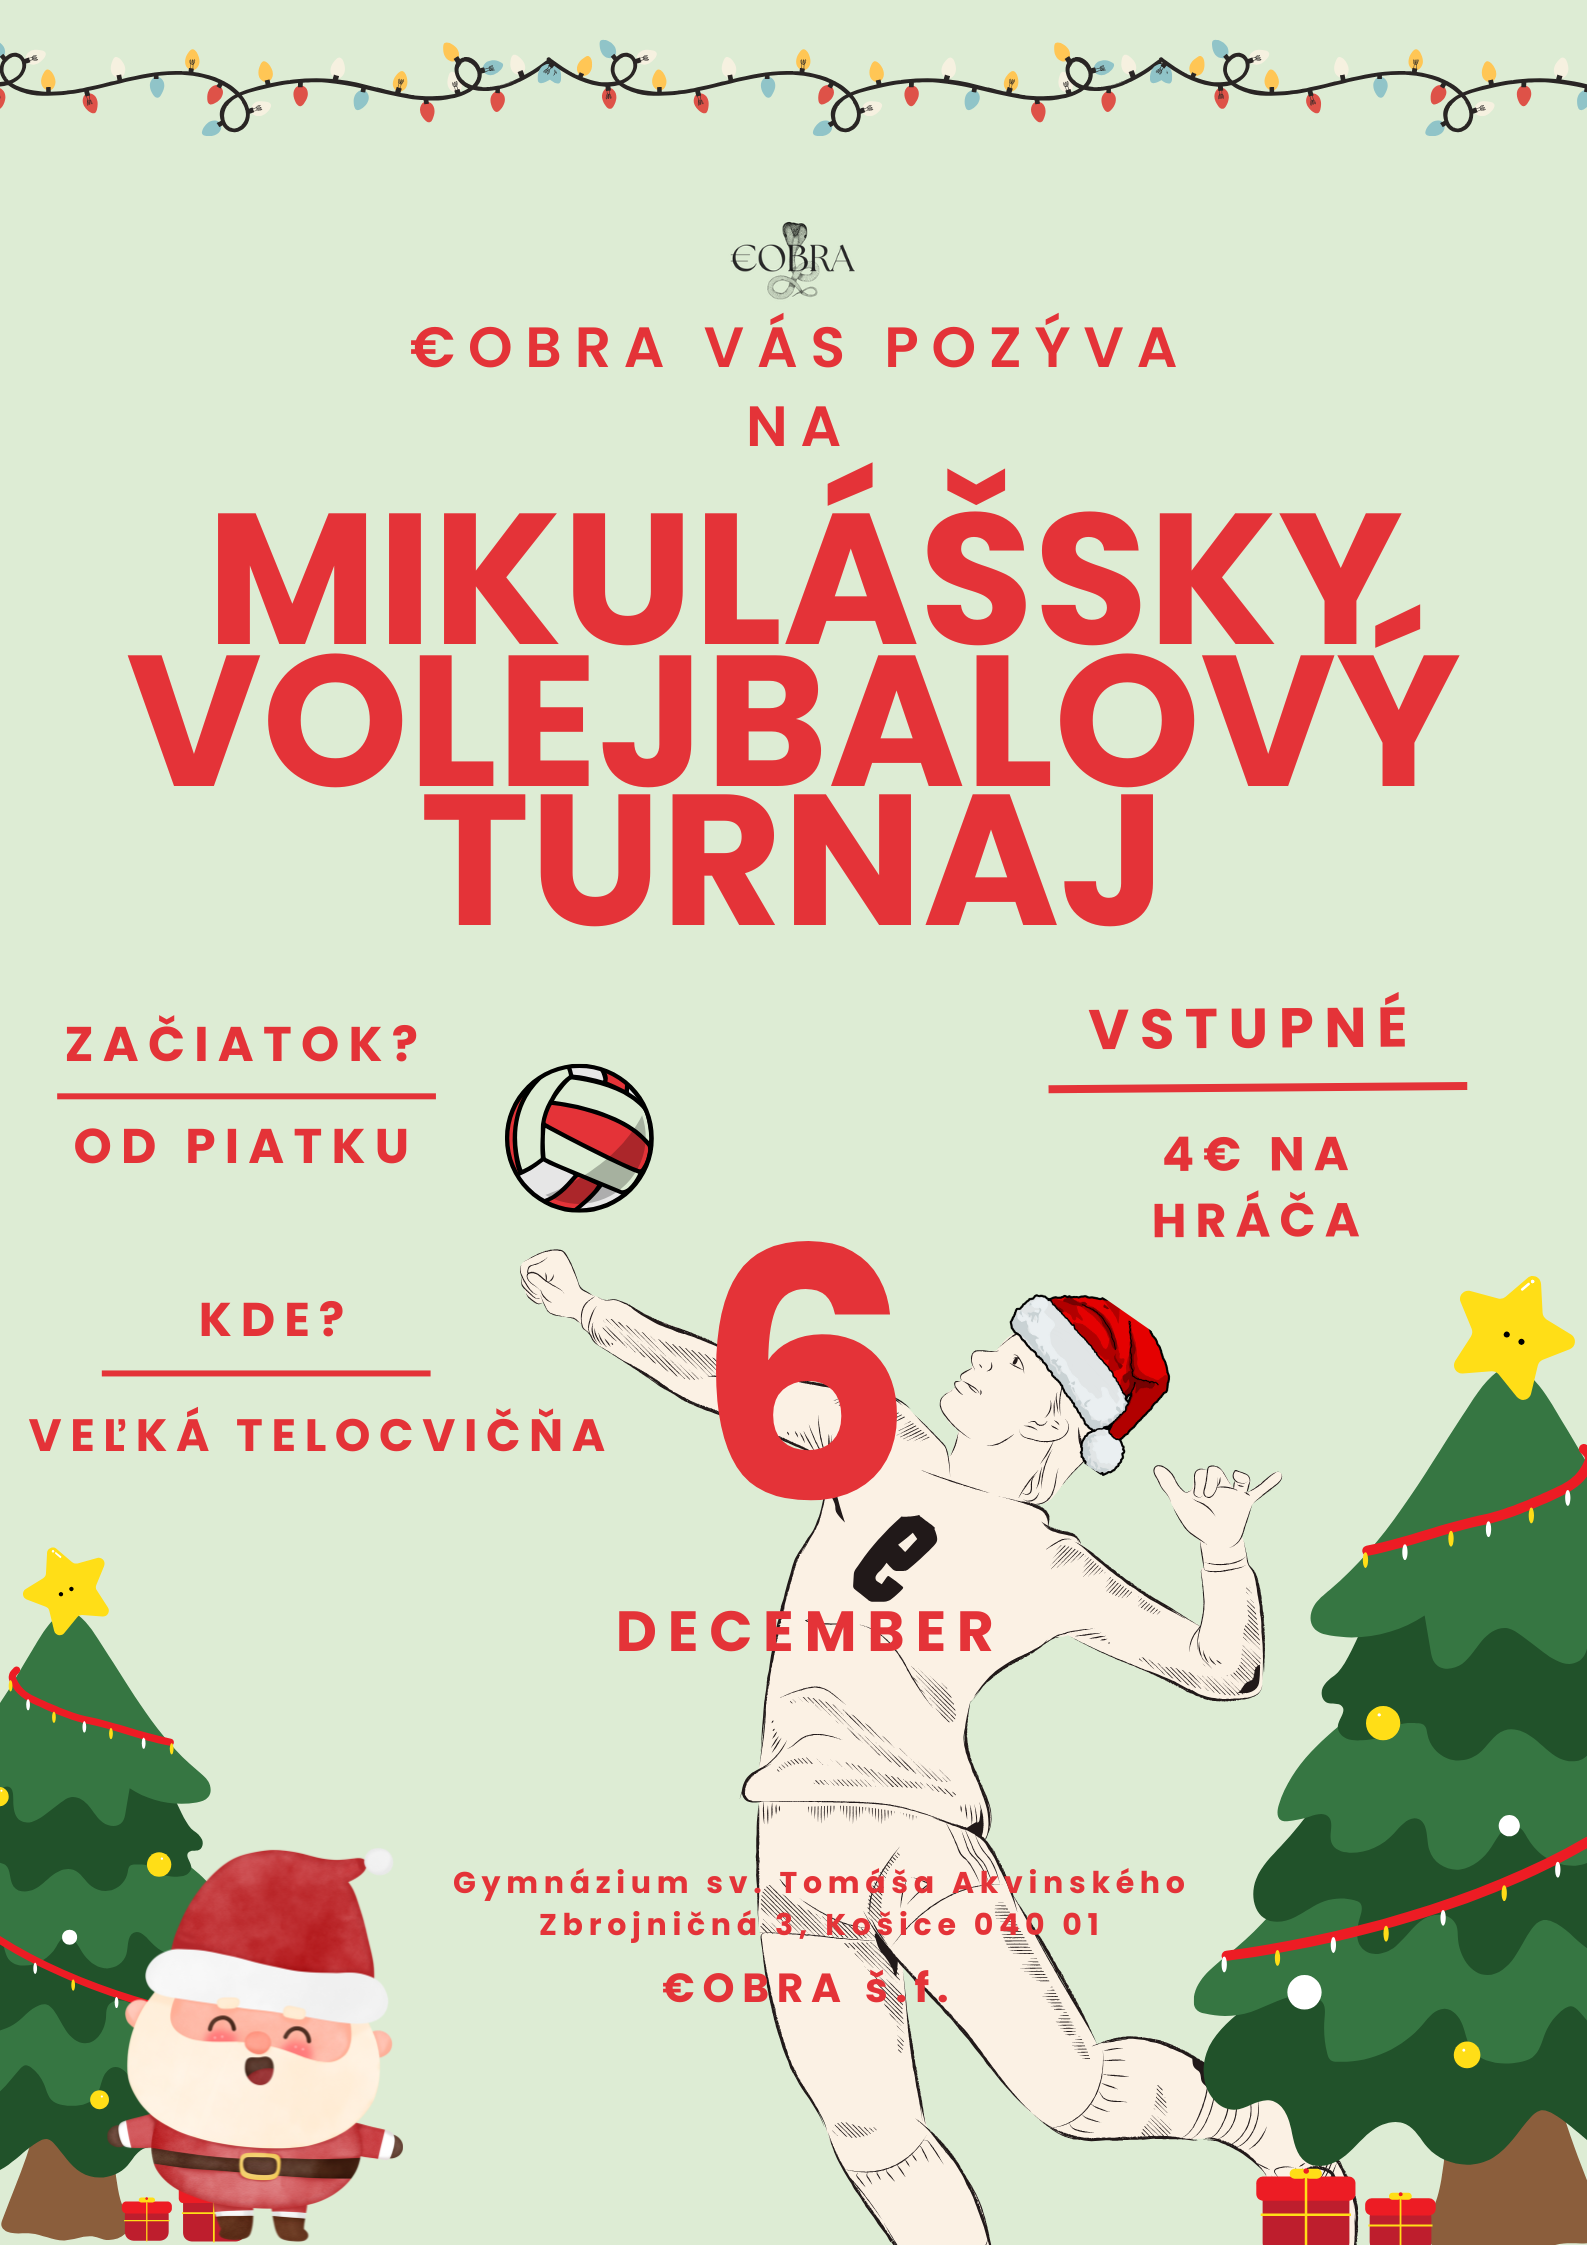 €OBRA
€OBRA VÁS POZÝVA
NA
MIKULÁŠSKY
VOLEJBALOVÝ
TURNAJ
ZAČIATOK?
OD PIATKU
VSTUPNÉ
4€ NA
HRÁČA
KDE?
VEĽKÁ TELOCVIČŇA
6
e
DECEMBER
Gymnázium sv. Tomáša Akvinského
Zbrojničná 3, Košice 040 01
€OBRA š.f.